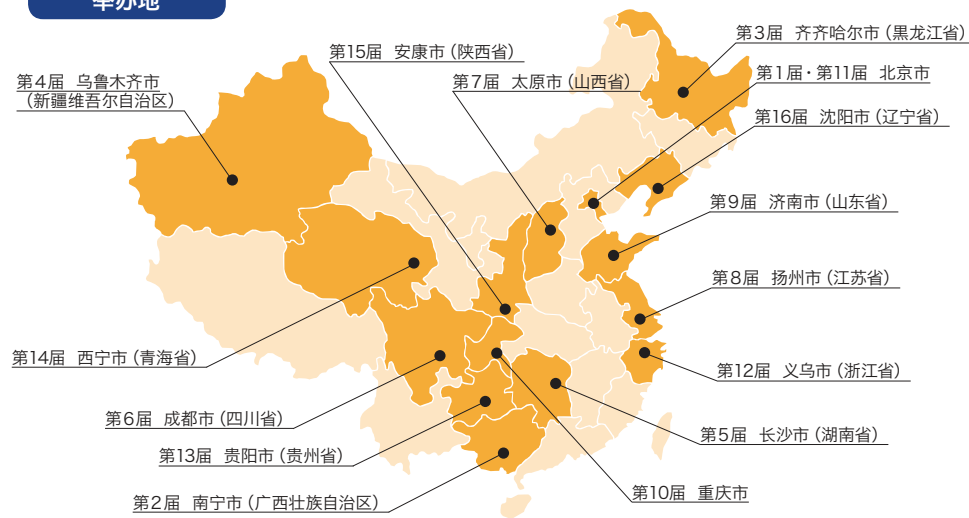 举办地
第3届 齐齐哈尔市（黑龙江省）
第15届 安康市（陕西省）
第1届・第11届 北京市
第4届 乌鲁木齐市
（新疆维吾尔自治区）
第7届 太原市（山西省）
第16届 沈阳市（辽宁省）
第9届 济南市（山东省）
第8届 扬州市（江苏省）
第14届 西宁市（青海省）
第12届 义乌市（浙江省）
第6届 成都市（四川省）
第5届 长沙市（湖南省）
第13届 贵阳市（贵州省）
第2届 南宁市（广西壮族自治区）
第10届 重庆市